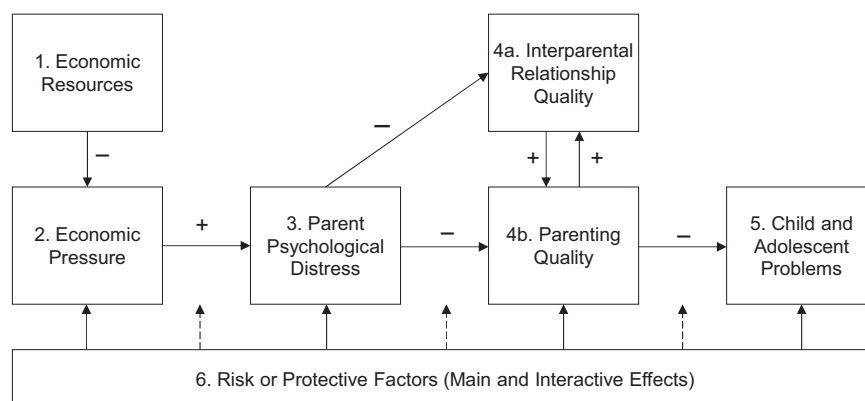 1. Economic
Resources
4a. Interparental
Relationship
Quality
–
–
+
+
2. Economic
Pressure
+
3. Parent
Psychological
Distress
–
4b. Parenting
Quality
–
5. Child and
Adolescent
Problems
6. Risk or Protective Factors (Main and Interactive Effects)